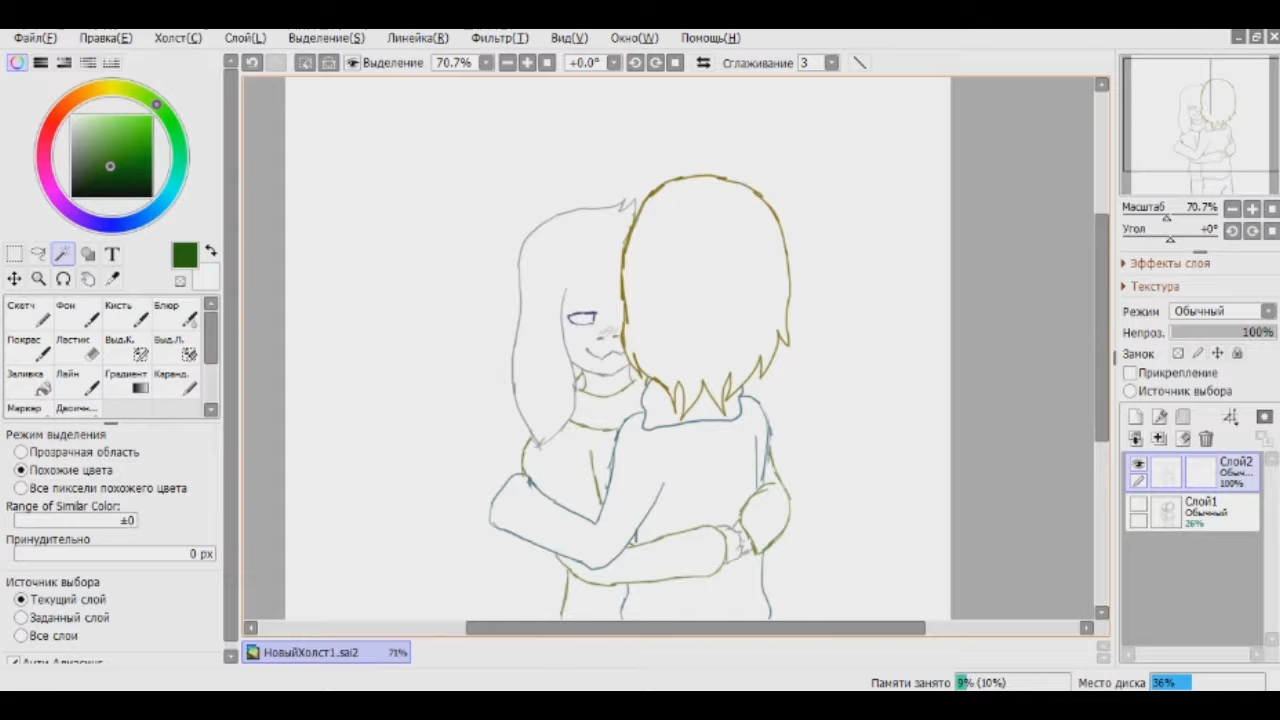 Файл(F) Правка(E) Холст(C) Слой(L) Выделение(S) Линейка(R) Фильтр(T) Вид(V) Окно(W) Помощь(H)
Выделение 70.7% +0.0° Сглаживание 3
Масштаб 70.7%
Угол +0°
Эффекты слоя
Текстура
Режим Обычный
Непроз. 100%
Замок
Прикрепление
Источник выбора
Слой2
Обыч...
100%
Слой1
Обычный
26%
T
Скетч Фон Кисть Блюр
Покрас Ластик Выд.К. Выд.Л.
Заливка Лайн Градиент Каранд.
Маркер Двоичн...
Режим выделения
Прозрачная область
Похожие цвета
Все пиксели похожего цвета
Range of Similar Color:
±0
Принудительно
0 px
Источник выбора
Текущий слой
Заданный слой
Все слои
Анти-Алиасинг
НовыйХолст1.sai2 71%
Памяти занято 9% (10%) Место диска 36%